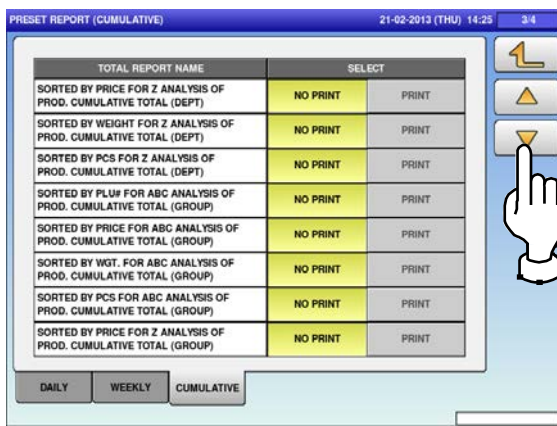 PRESET REPORT (CUMULATIVE) 21-02-2013 (THU) 14:25 3/4
TOTAL REPORT NAME SELECT
SORTED BY PRICE FOR Z ANALYSIS OF
PROD. CUMULATIVE TOTAL (DEPT) NO PRINT PRINT
SORTED BY WEIGHT FOR Z ANALYSIS OF
PROD. CUMULATIVE TOTAL (DEPT) NO PRINT PRINT
SORTED BY PCS FOR Z ANALYSIS OF
PROD. CUMULATIVE TOTAL (DEPT) NO PRINT PRINT
SORTED BY PLU# FOR ABC ANALYSIS OF
PROD. CUMULATIVE TOTAL (GROUP) NO PRINT PRINT
SORTED BY PRICE FOR ABC ANALYSIS OF
PROD. CUMULATIVE TOTAL (GROUP) NO PRINT PRINT
SORTED BY WGT. FOR ABC ANALYSIS OF
PROD. CUMULATIVE TOTAL (GROUP) NO PRINT PRINT
SORTED BY PCS FOR ABC ANALYSIS OF
PROD. CUMULATIVE TOTAL (GROUP) NO PRINT PRINT
SORTED BY PRICE FOR Z ANALYSIS OF
PROD. CUMULATIVE TOTAL (GROUP) NO PRINT PRINT
DAILY WEEKLY CUMULATIVE